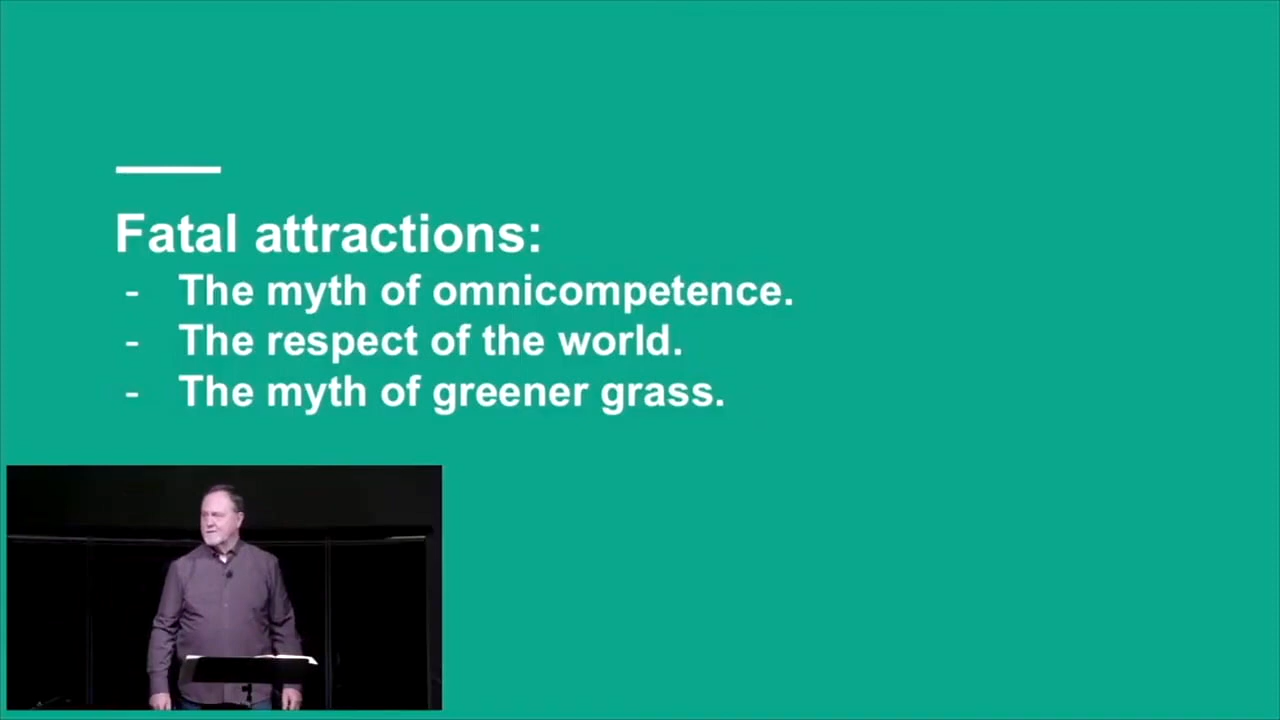 Fatal attractions:
- The myth of omnicompetence.
- The respect of the world.
- The myth of greener grass.